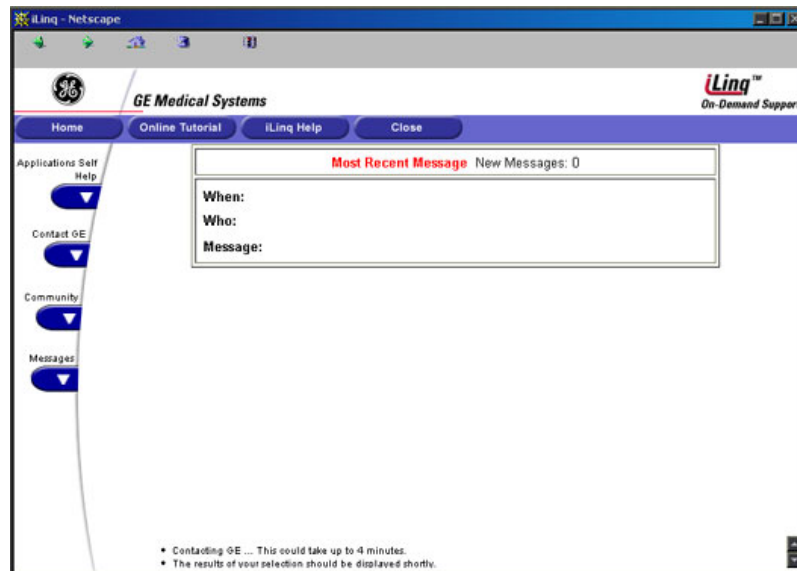 iLinq - Netscape
GE Medical Systems
iLinq™
On-Demand Support
Home Online Tutorial iLinq Help Close
Applications Self
Help
Most Recent Message New Messages: 0
When:
Who:
Message:
Contact GE
Community
Messages
• Contacting GE ... This could take up to 4 minutes.
• The results of your selection should be displayed shortly.